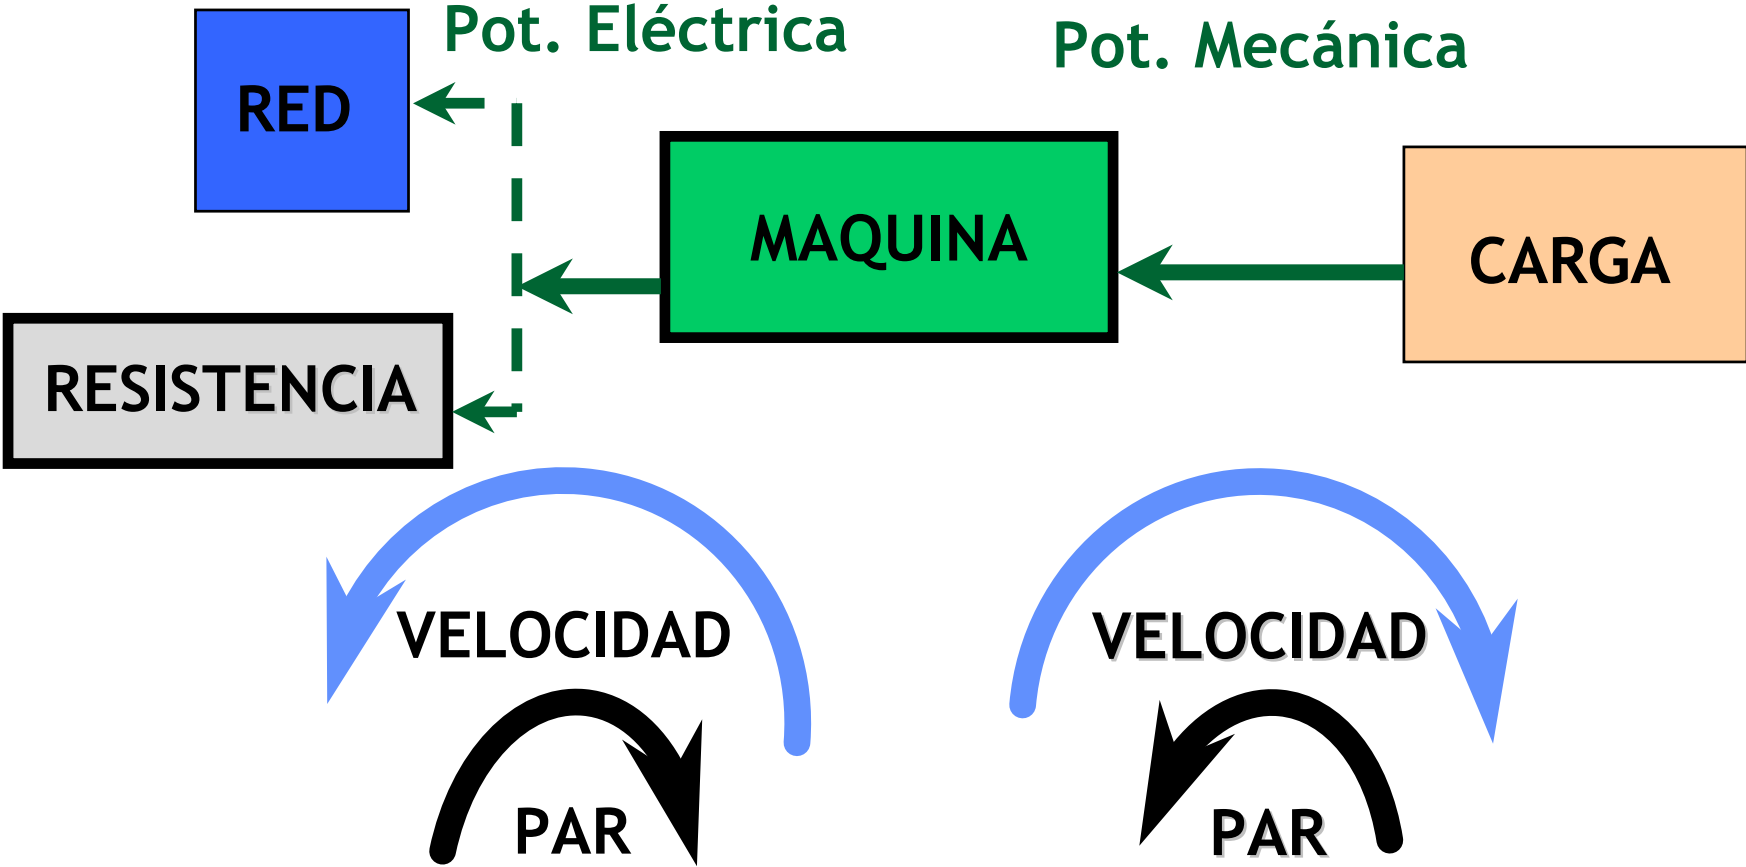 Pot. Eléctrica
Pot. Mecánica
RED
MAQUINA
CARGA
RESISTENCIA
VELOCIDAD
VELOCIDAD
PAR
PAR